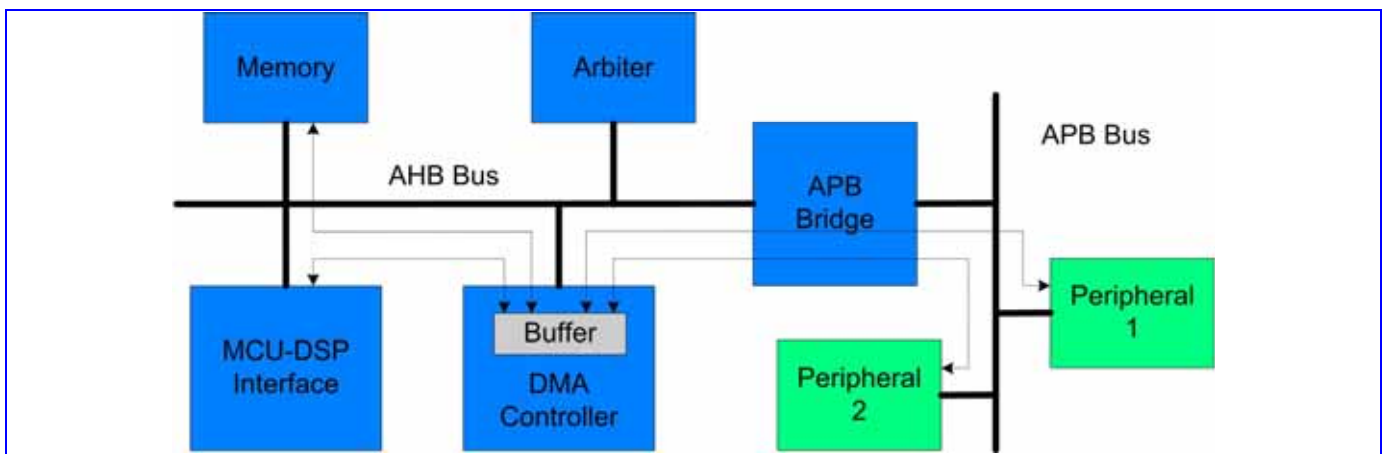 Memory
Arbiter
AHB Bus
APB
Bridge
APB Bus
MCU-DSP
Interface
Buffer
DMA
Controller
Peripheral
1
Peripheral
2